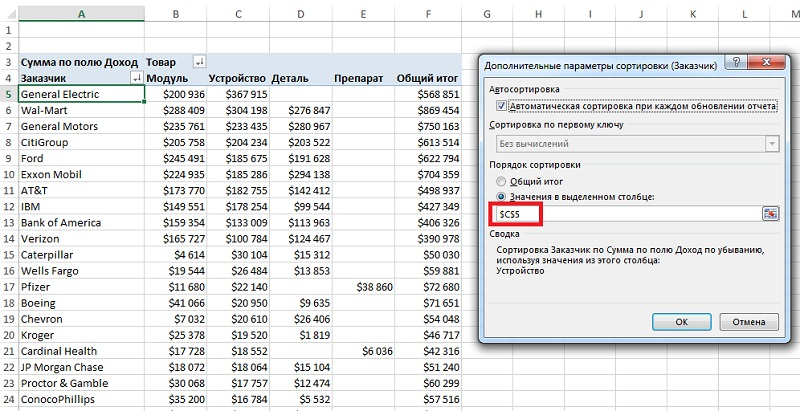 A B C D E F G H I J K L M
1
2
3 Сумма по полю Доход Товар
4 Заказчик Модуль Устройство Деталь Препарат Общий итог
5 General Electric $200 936 $367 915 $568 851
6 Wal-Mart $288 409 $304 198 $276 847 $869 454
7 General Motors $235 761 $233 435 $280 967 $750 163
8 CitiGroup $205 758 $204 234 $203 522 $613 514
9 Ford $245 491 $185 675 $191 628 $622 794
10 Exxon Mobil $224 935 $185 286 $294 138 $704 359
11 AT&T $173 770 $182 755 $142 412 $498 937
12 IBM $149 551 $178 254 $99 544 $427 349
13 Bank of America $159 354 $133 009 $113 963 $406 326
14 Verizon $165 727 $100 784 $124 467 $390 978
15 Caterpillar $4 614 $30 104 $15 312 $50 030
16 Wells Fargo $19 544 $26 484 $13 853 $59 881
17 Pfizer $11 680 $22 140 $38 860 $72 680
18 Boeing $41 066 $20 950 $9 635 $71 651
19 Chevron $7 032 $20 610 $26 406 $54 048
20 Kroger $25 378 $19 520 $1 819 $46 717
21 Cardinal Health $17 728 $18 552 $6 036 $42 316
22 JP Morgan Chase $18 072 $18 064 $15 104 $51 240
23 Proctor & Gamble $30 068 $17 757 $12 474 $60 299
24 ConocoPhillips $35 200 $16 784 $5 532 $57 516
Дополнительные параметры сортировки (Заказчик)
Автосортировка
Автоматическая сортировка при каждом обновлении отчета
Сортировка по первому ключу
Без вычислений
Порядок сортировки
Общий итог
Значения в выделенном столбце:
$C$5
Сводка
Сортировка Заказчик по Сумма по полю Доход по убыванию,
используя значения из этого столбца:
Устройство
ОК Отмена